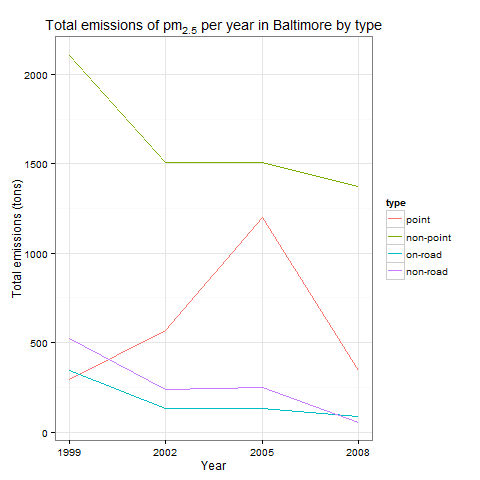 Total emissions of pm2.5 per year in Baltimore by type
2000
1500
1000
500
0
Total emissions (tons)
1999 2002 2005 2008
Year
type
point
non-point
on-road
non-road